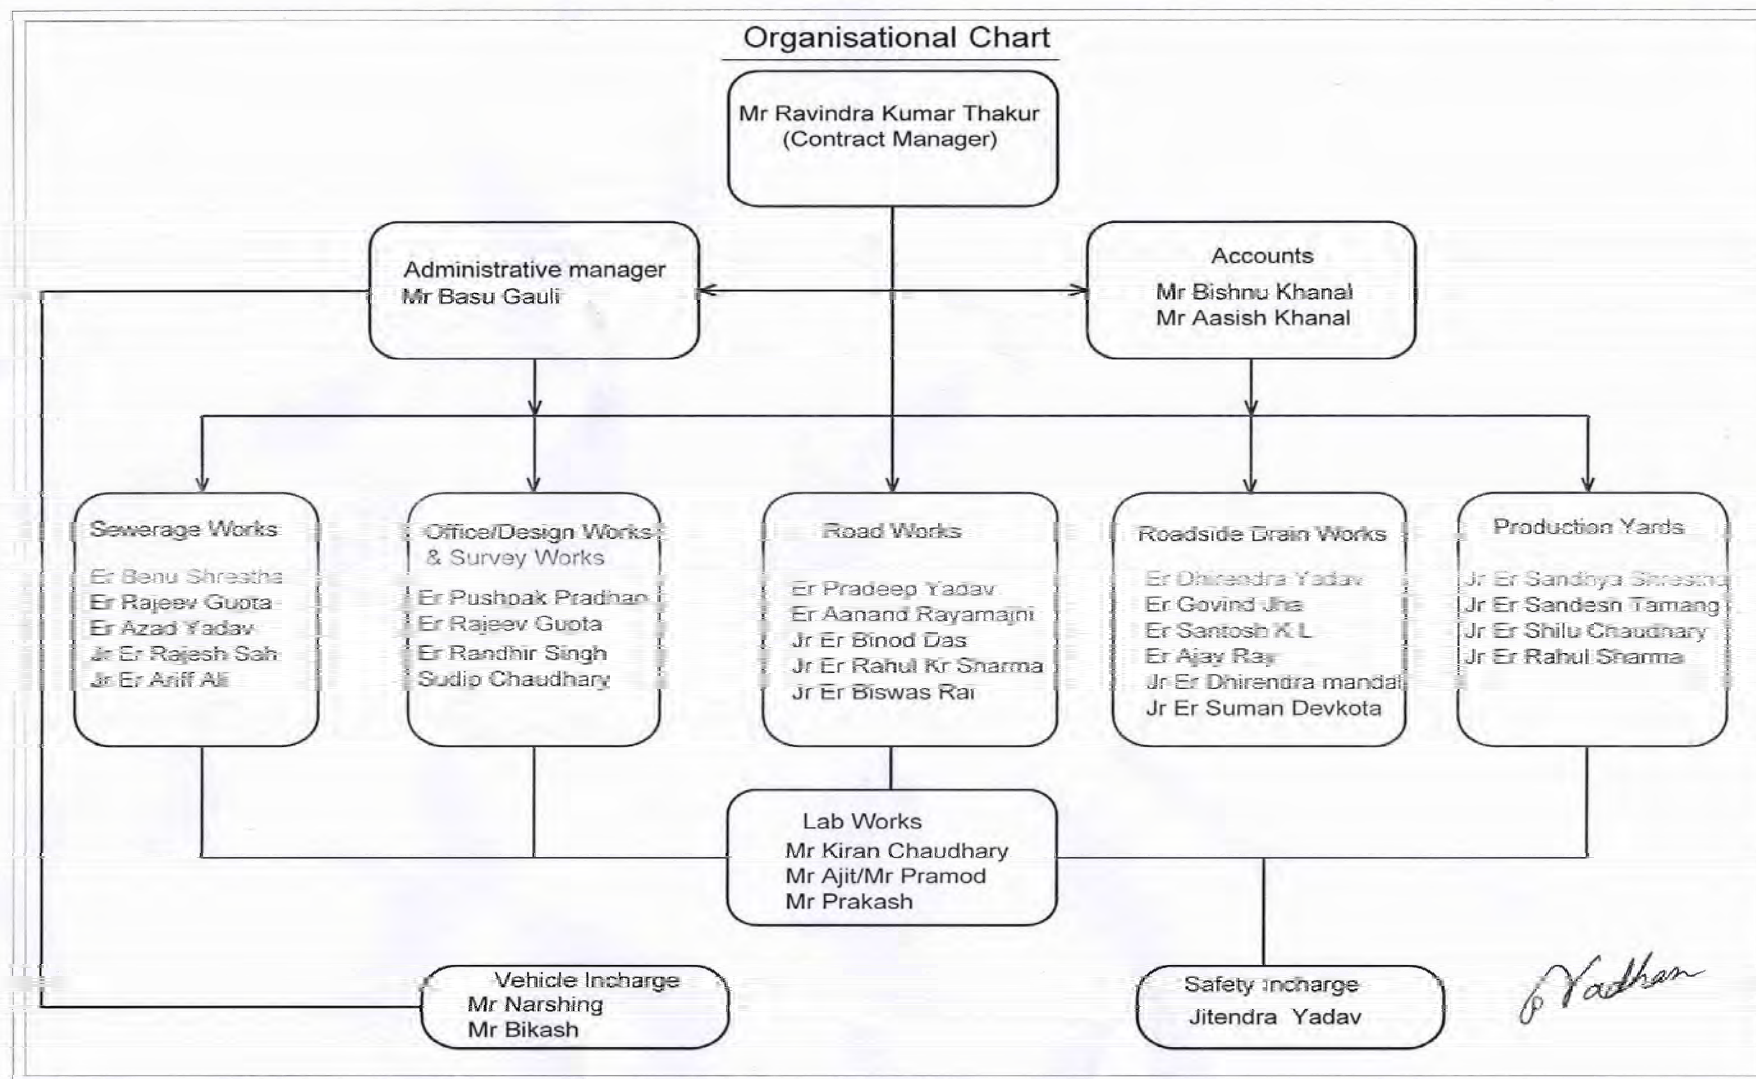 Organisational Chart
Mr Ravindra Kumar Thakur
(Contract Manager)
Administrative manager
Mr Basu Gauli
Accounts
Mr Bishnu Khanal
Mr Aasish Khanal
Sewerage Works
Er Benu Shrestha
Er Rajeev Gupta
Er Azad Yadav
Jr Er Rajesh Sah
Jr Er Ariff Ali
Office/Design Works
& Survey Works
Er Pushpak Pradhan
Er Rajeev Gupta
Er Randhir Singh
Sudip Chaudhary
Road Works
Er Pradeep Yadav
Er Aanand
Jr Er Binod Das
Jr Er Rahul Kr Sharma
Jr Er Biswas Rai
Roadside Drain Works
Er Dhirendra Yadav
Er Govind Jha
Er Santosh K L
Er Ajay Ray
Jr Er Dhirendra mandal
Jr Er Suman Devkota
Production Yards
Jr Er Sandhya Shrestha
Jr Er Sandesh Tamang
Jr Er Shilu Chaudhary
Jr Er Rahul Sharma
Lab Works
Mr Kiran Chaudhary
Mr Ajit/Mr Pramod
Mr Prakash
Vehicle Incharge
Mr Narshing
Mr Bikash
Safety Incharge
Jitendra Yadav